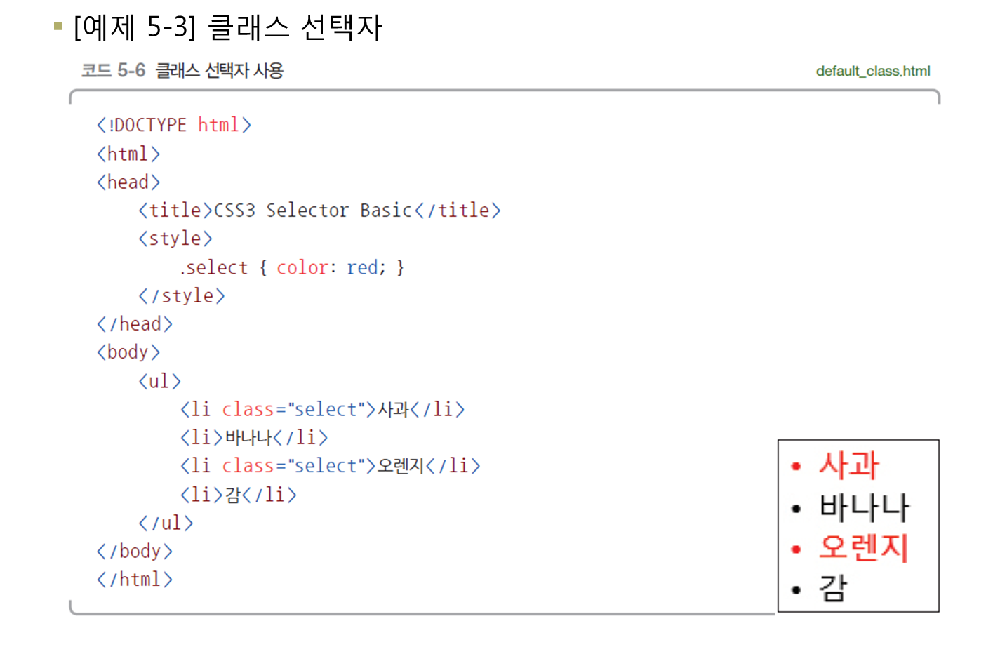 [예제 5-3] 클래스 선택자
코드 5-6 클래스 선택자 사용
default_class.html
<!DOCTYPE html>
<html>
<head>
<title>CSS3 Selector Basic</title>
<style>
.select { color: red; }
</style>
</head>
<body>
<ul>
<li class="select">사과</li>
<li>바나나</li>
<li class="select">오렌지</li>
<li>감</li>
</ul>
</body>
</html>
• 사과
• 바나나
• 오렌지
• 감